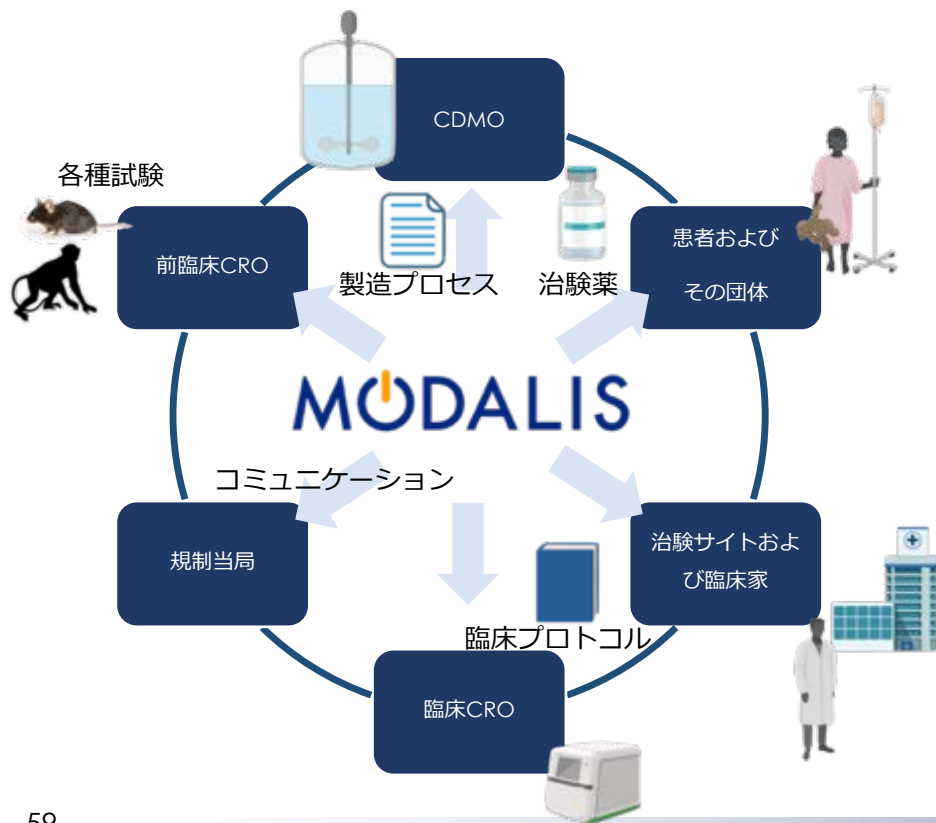 CDMO
各種試験
前臨床CRO
製造プロセス
治験薬
患者および
その団体
MODALIS
コミュニケーション
規制当局
治験サイトおよ
び臨床家
臨床プロトコル
臨床CRO
59